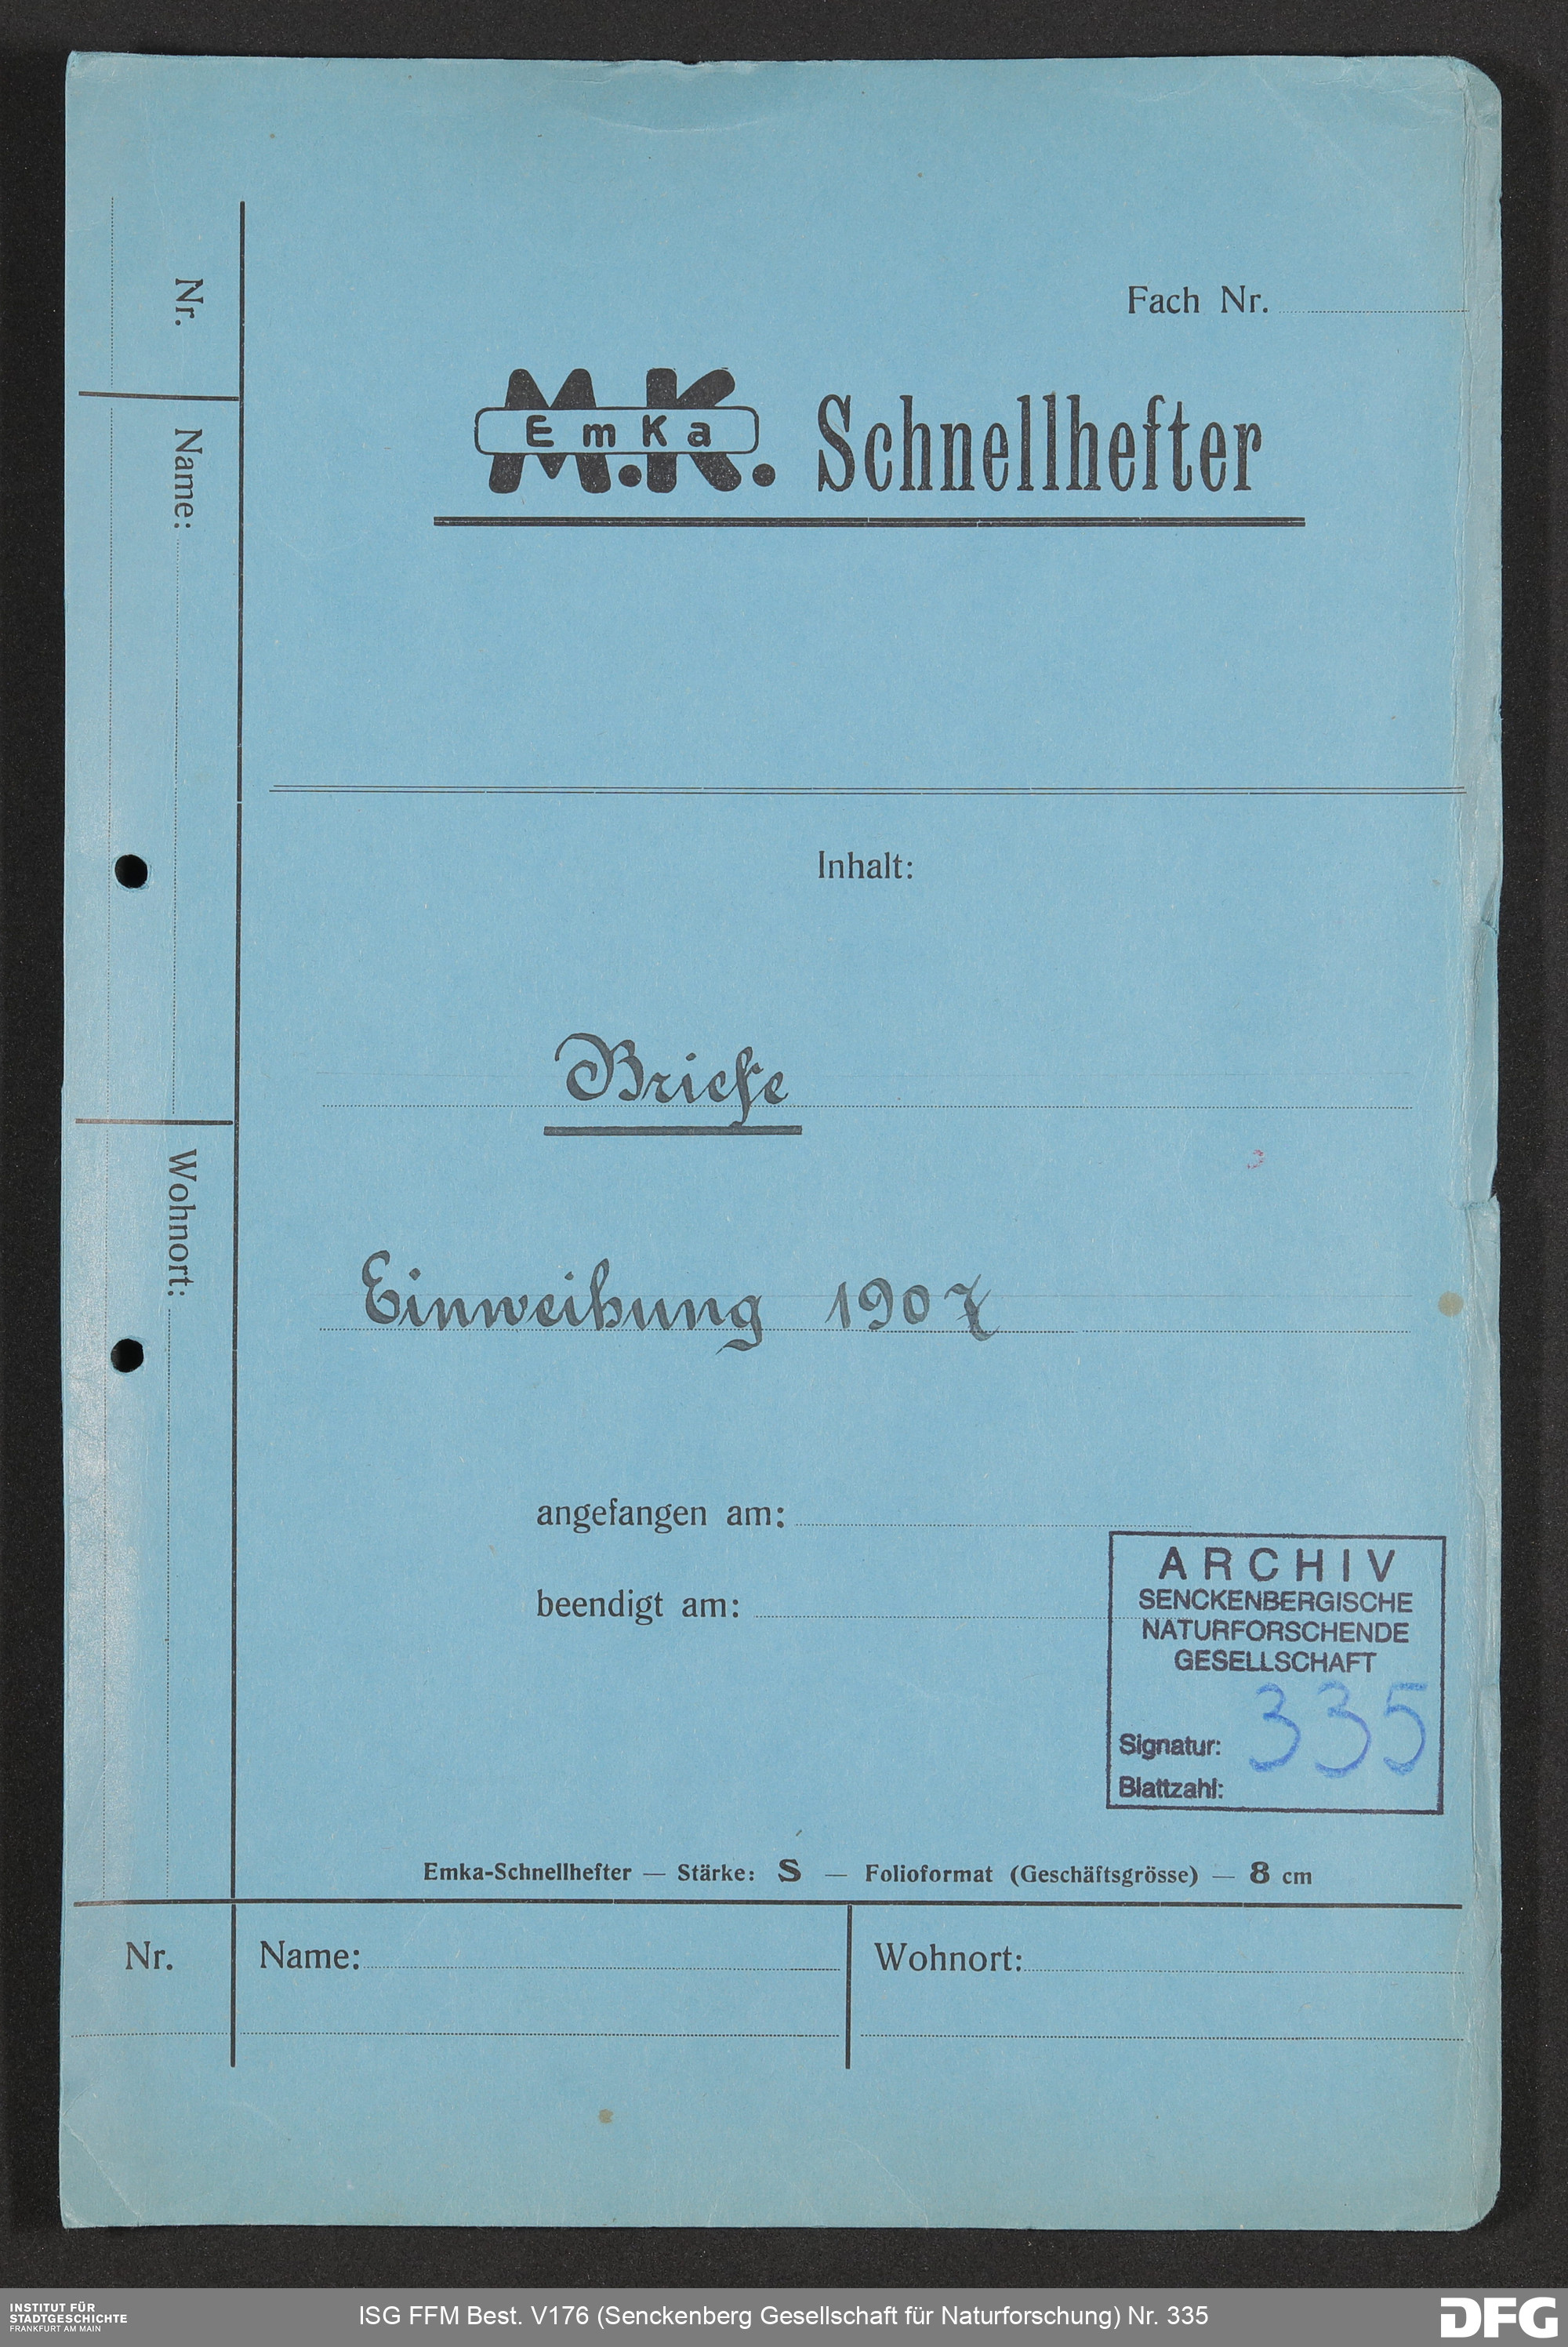 Fach Nr.
M.K.
EmKa
Schnellhefter
Inhalt:
Briefe
Einweihung 1907
angefangen am:
beendigt am:
ARCHIV
SENCKENBERGISCHE
NATURFORSCHENDE
GESELLSCHAFT
Signatur: 335
Blattzahl:
Emka-Schnellhefter — Stärke: S — Folioformat (Geschäftsgrösse) — 8 cm
Nr. Name: Wohnort:
Nr.
Name:
Wohnort:
INSTITUT FÜR
STADTGESCHICHTE
FRANKFURT AM MAIN
ISG FFM Best. V176 (Senckenberg Gesellschaft für Naturforschung) Nr. 335
DFG